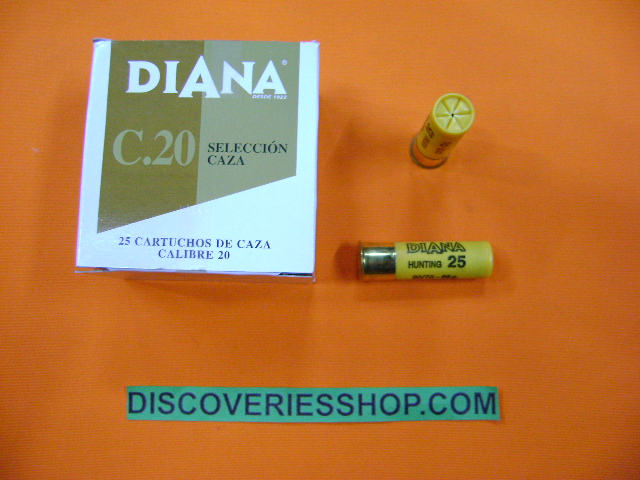 DIANA
DESDE 1922
C.20
SELECCIÓN
CAZA
25 CARTUCHOS DE CAZA
CALIBRE 20
DIANA
HUNTING 25
DISCOVERIESSHOP.COM